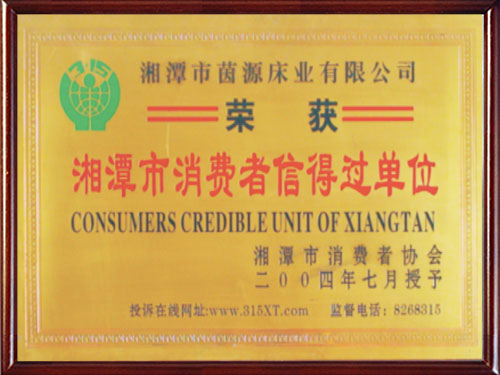 3·15
湘潭市茵源床业有限公司
荣 获
湘潭市消费者信得过单位
CONSUMERS CREDIBLE UNIT OF XIANGTAN
湘潭市消费者协会
二00四年七月授予
投诉在线网址:www.315XT.com 监督电话: 8268315